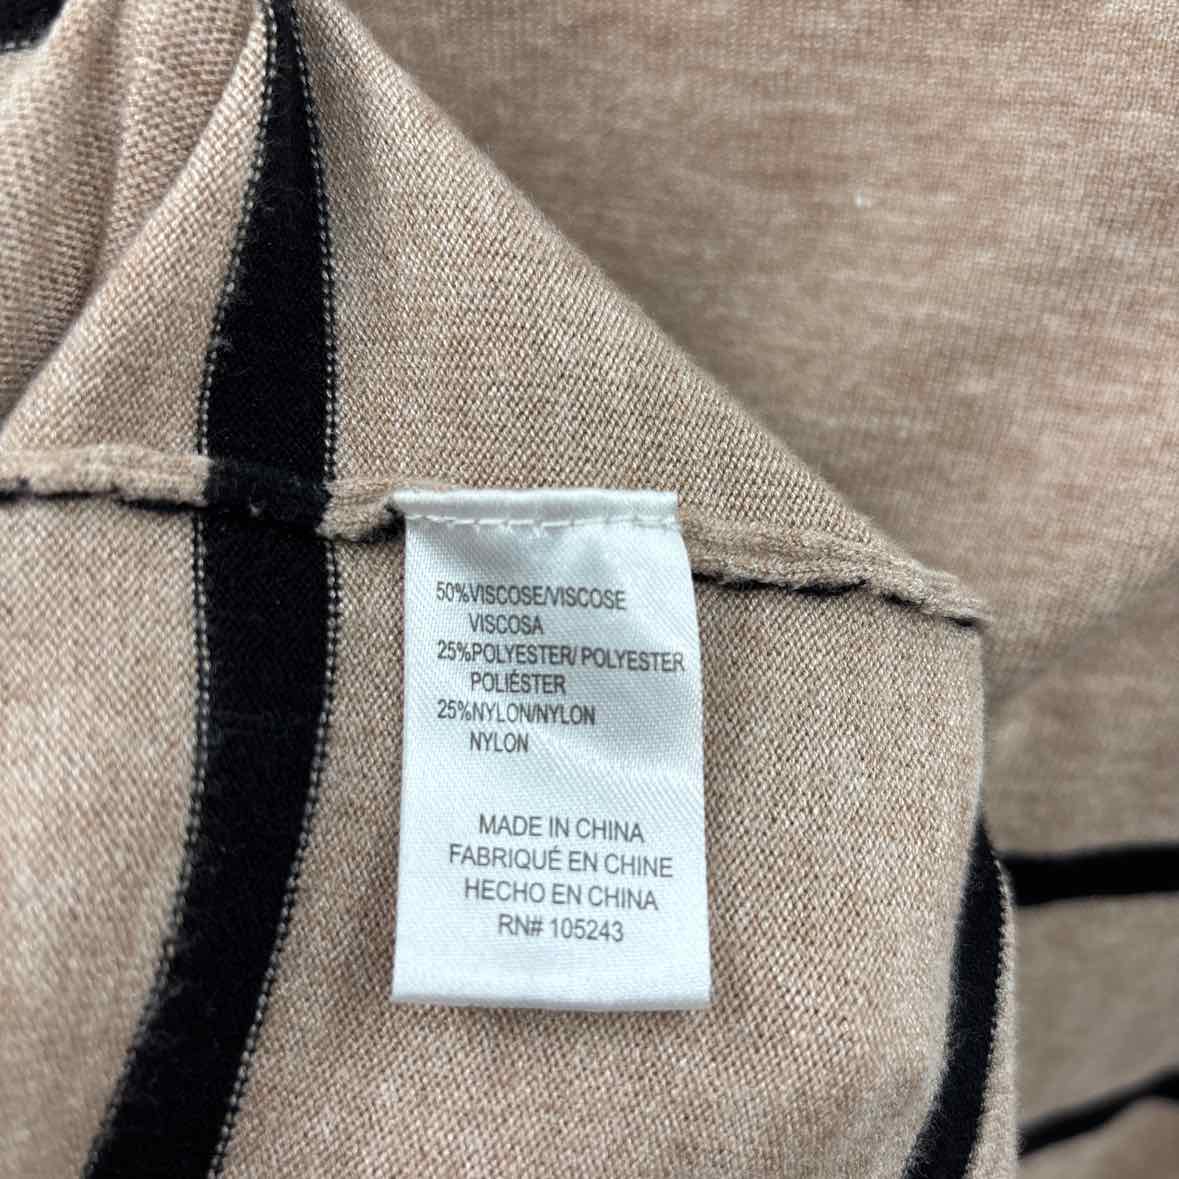 50%VISCOSE/VISCOSE
VISCOSA
25%POLYESTER/ POLYESTER
POLIÉSTER
25%NYLON/NYLON
NYLON
MADE IN CHINA
FABRIQUÉ EN CHINE
HECHO EN CHINA
RN# 105243